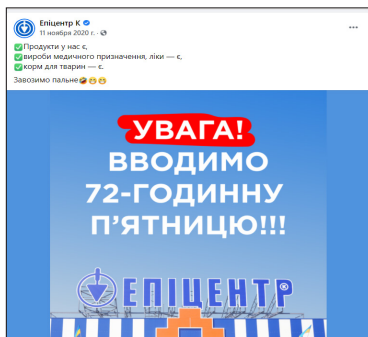 Епіцентр К
11 ноября 2020 г. ·
Продукти у нас є,
вироби медичного призначення, ліки — є,
корм для тварин — є.
Завозимо пальне
УВАГА!
ВВОДИМО
72-ГОДИННУ
П'ЯТНИЦЮ!!!
ЕПІЦЕНТР®